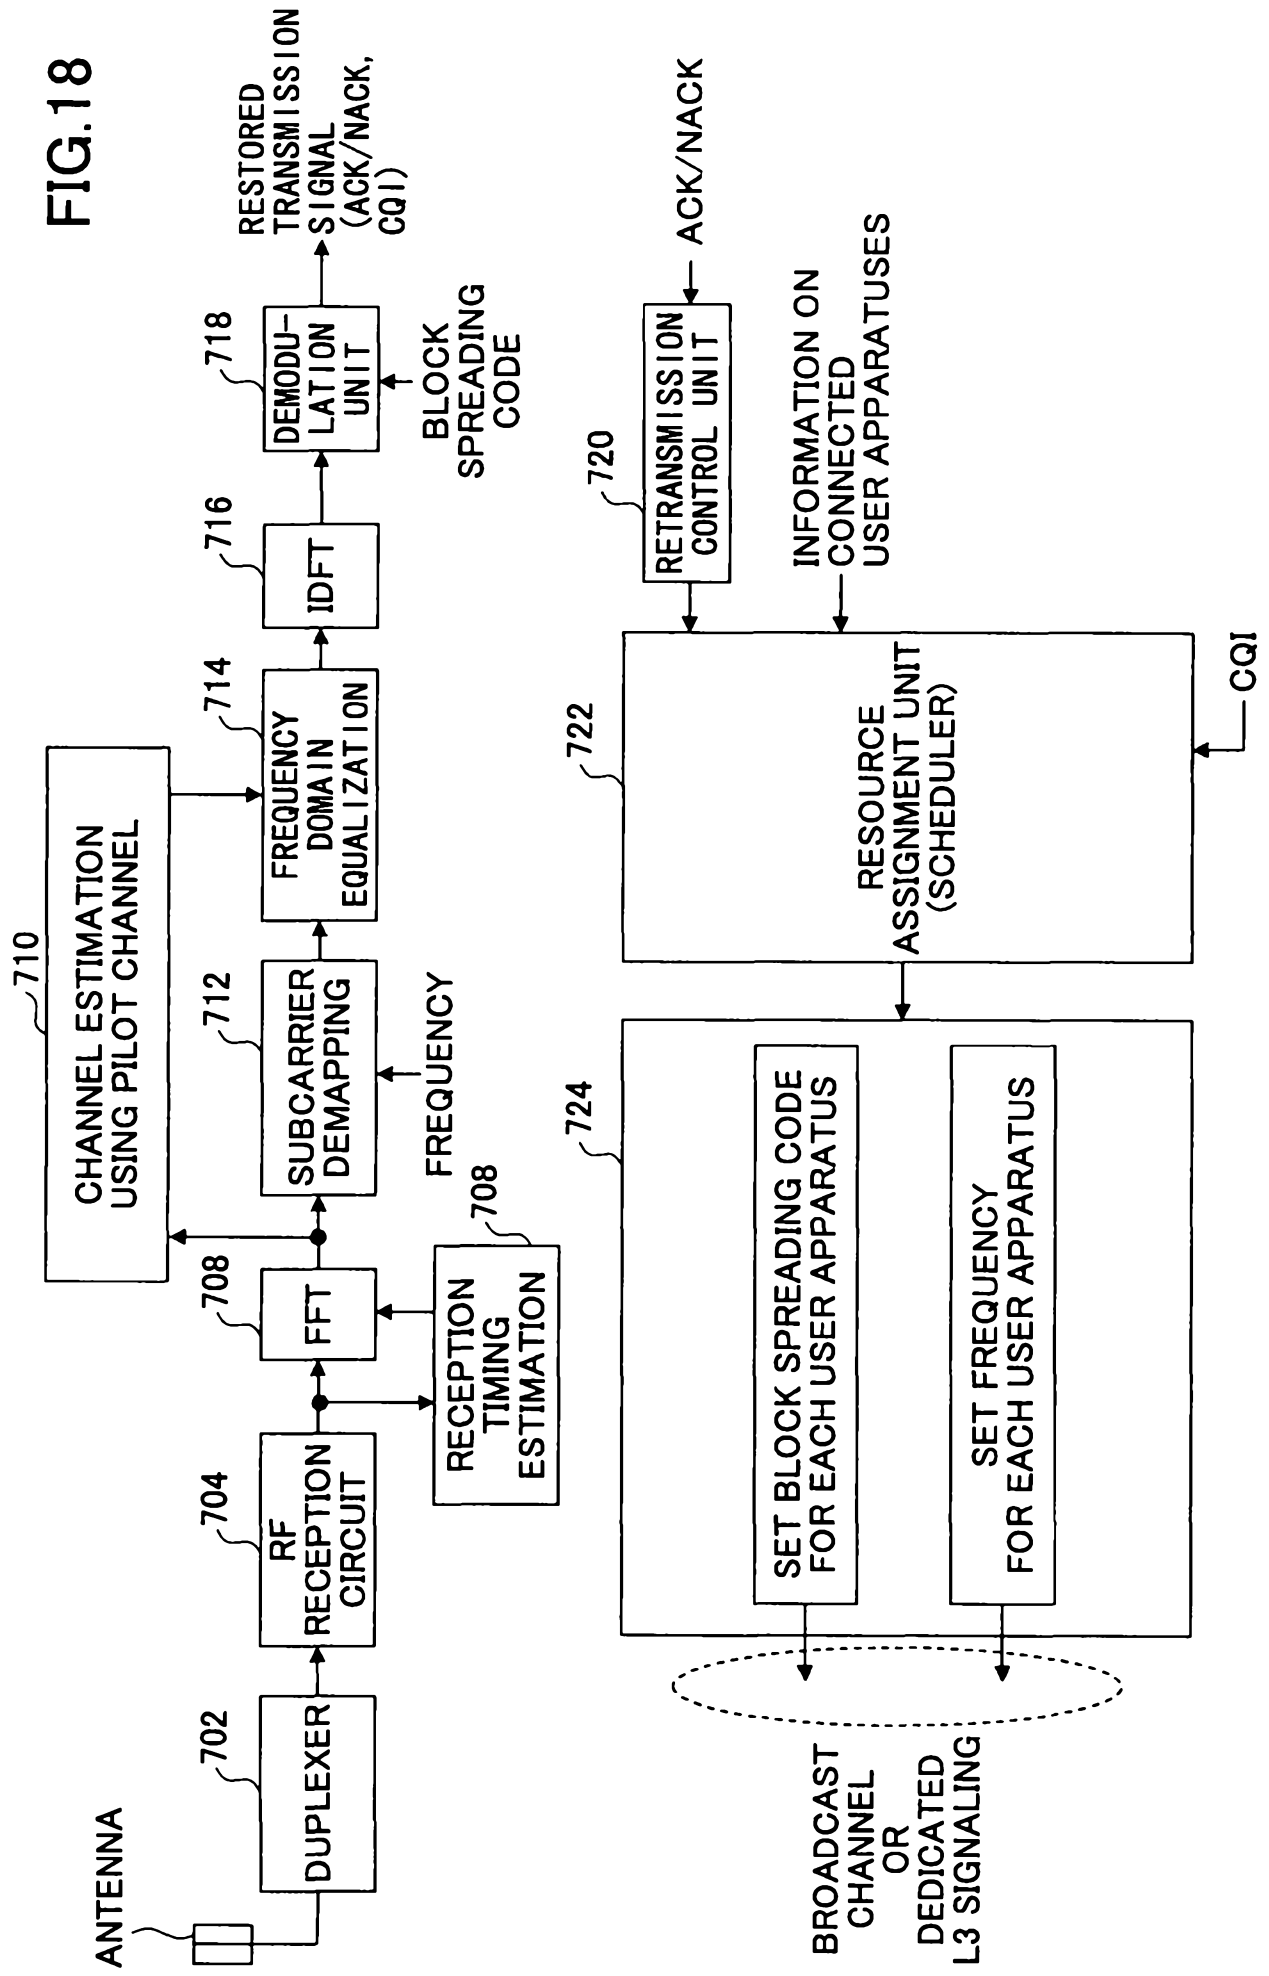 FIG.18
ANTENNA
702
DUPLEXER
704
RF
RECEPTION
CIRCUIT
708
FFT
708
RECEPTION
TIMING
ESTIMATION
710
CHANNEL ESTIMATION
USING PILOT CHANNEL
712
SUBCARRIER
DEMAPPING
FREQUENCY
714
FREQUENCY
DOMAIN
EQUALIZATION
716
IDFT
718
DEMODU-
LATION
UNIT
BLOCK
SPREADING
CODE
RESTORED
TRANSMISSION
SIGNAL
(ACK/NACK,
CQI)
ACK/NACK
720
RETRANSMISSION
CONTROL UNIT
INFORMATION ON
CONNECTED
USER APPARATUSES
722
RESOURCE
ASSIGNMENT UNIT
(SCHEDULER)
CQI
724
SET BLOCK SPREADING CODE
FOR EACH USER APPARATUS
SET FREQUENCY
FOR EACH USER APPARATUS
BROADCAST
CHANNEL
OR
DEDICATED
L3 SIGNALING